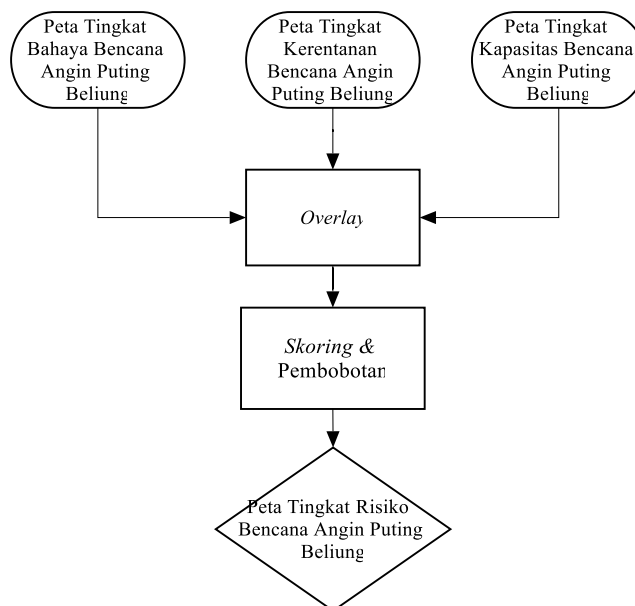 Peta Tingkat
Bahaya Bencana
Angin Puting
Beliung
Peta Tingkat
Kerentanan
Bencana Angin
Puting Beliung
Peta Tingkat
Kapasitas Bencana
Angin Puting
Beliung
Overlay
Skoring &
Pembobotan
Peta Tingkat Risiko
Bencana Angin Puting
Beliung